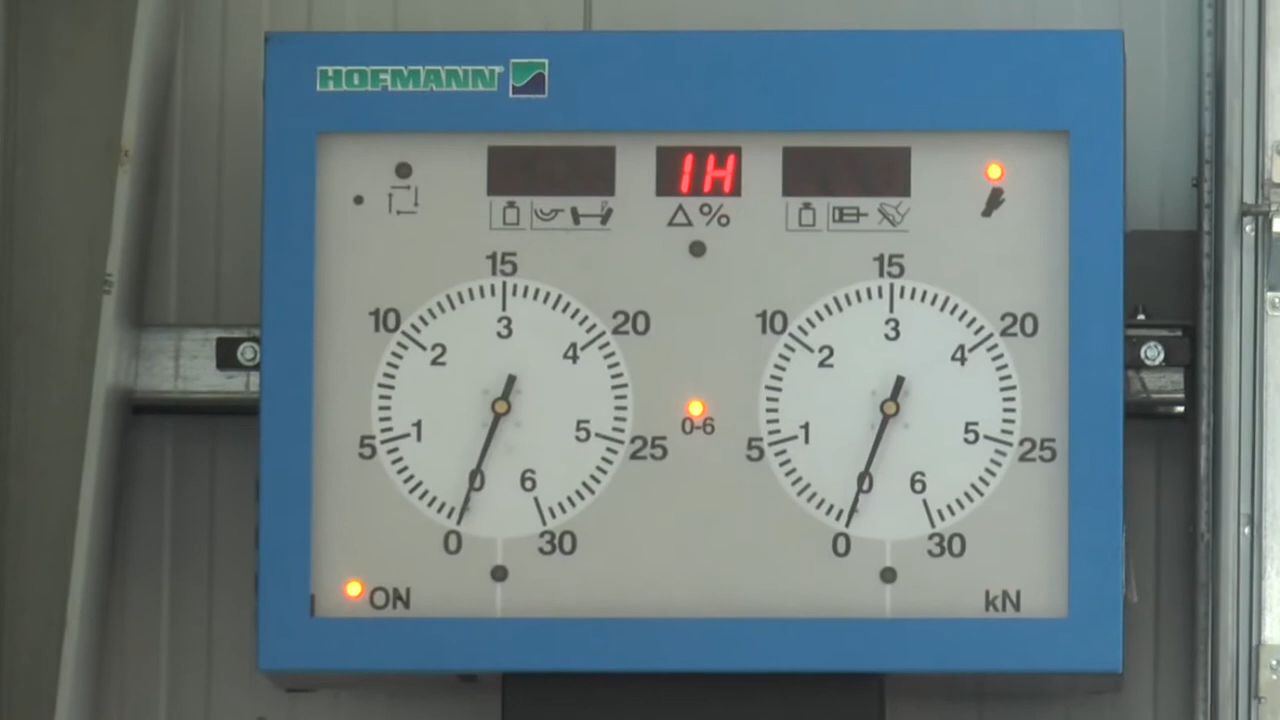 HOFMANN
1H
△ %
15 15
10 3 20 10 3 20
2 4 2 4
0-6
5 1 5 25 5 1 5 25
0 6 0 6
0 30 0 30
ON kN